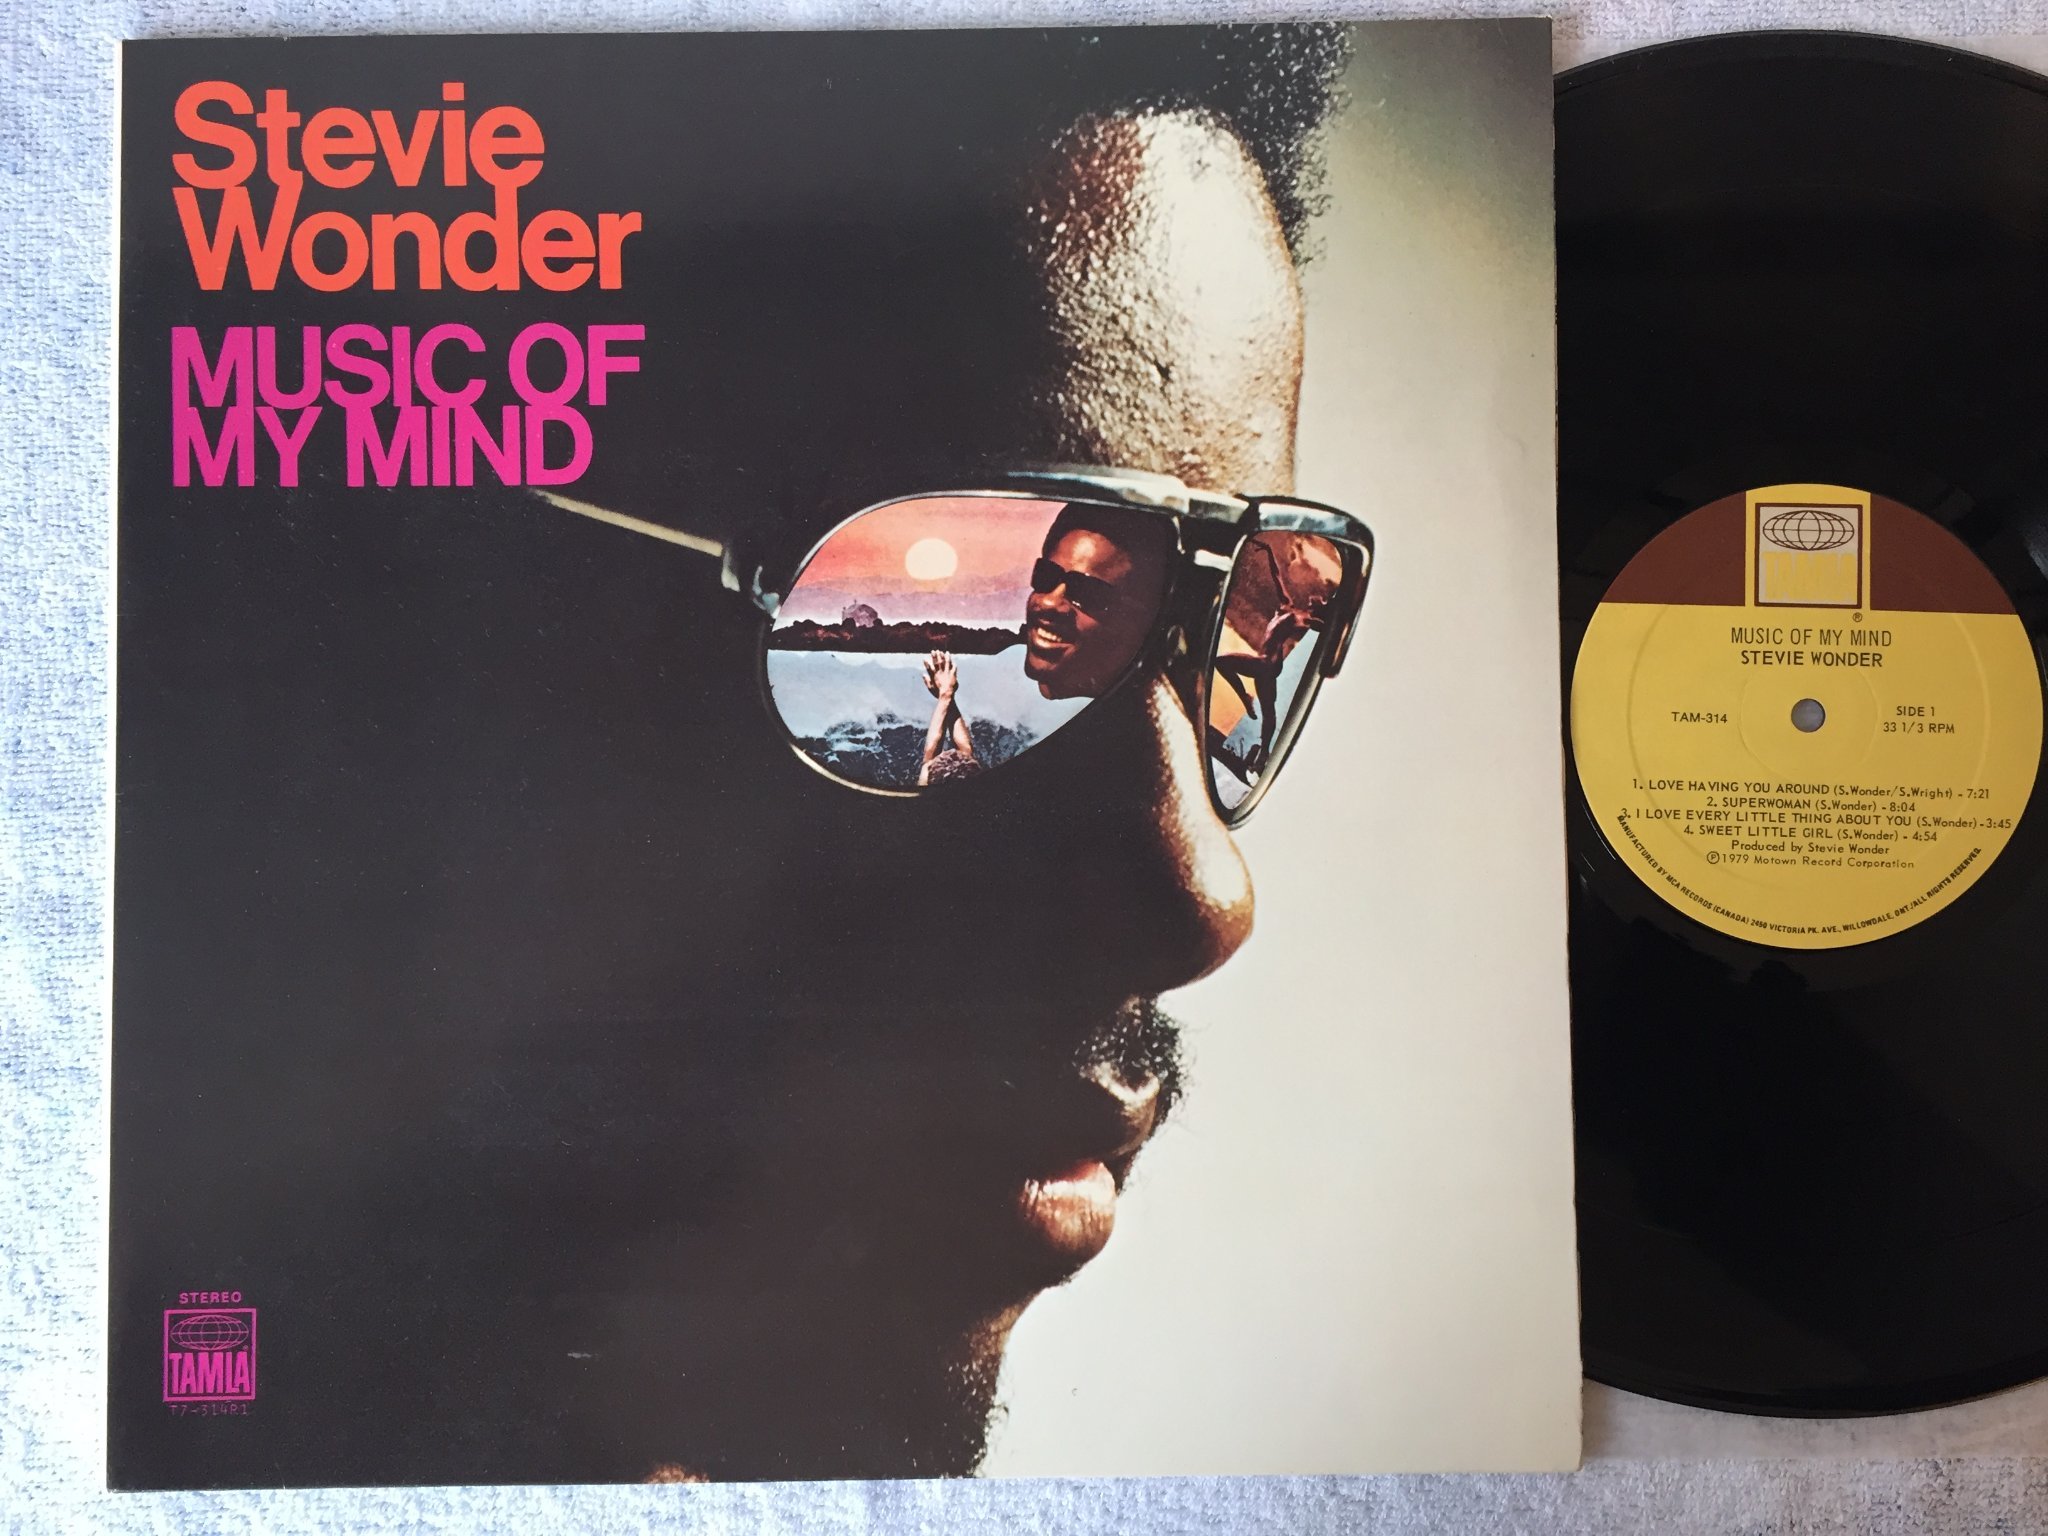 Stevie
Wonder
MUSIC OF
MY MIND
STEREO
TAMLA
T7-314R1
TAMLA
®
MUSIC OF MY MIND
STEVIE WONDER
TAM-314
SIDE 1
33 1/3 RPM
1. LOVE HAVING YOU AROUND (S.Wonder/S.Wright) - 7:21
2. SUPERWOMAN (S.Wonder) - 8:04
3. I LOVE EVERY LITTLE THING ABOUT YOU (S.Wonder) -3:45
4. SWEET LITTLE GIRL (S.Wonder) - 4:54
Produced by Stevie Wonder
℗1979 Motown Record Corporation
MANUFACTURED BY MCA RECORDS (CANADA) 2450 VICTORIA PK. AVE., WILLOWDALE, ONT./ALL RIGHTS RESERVED.